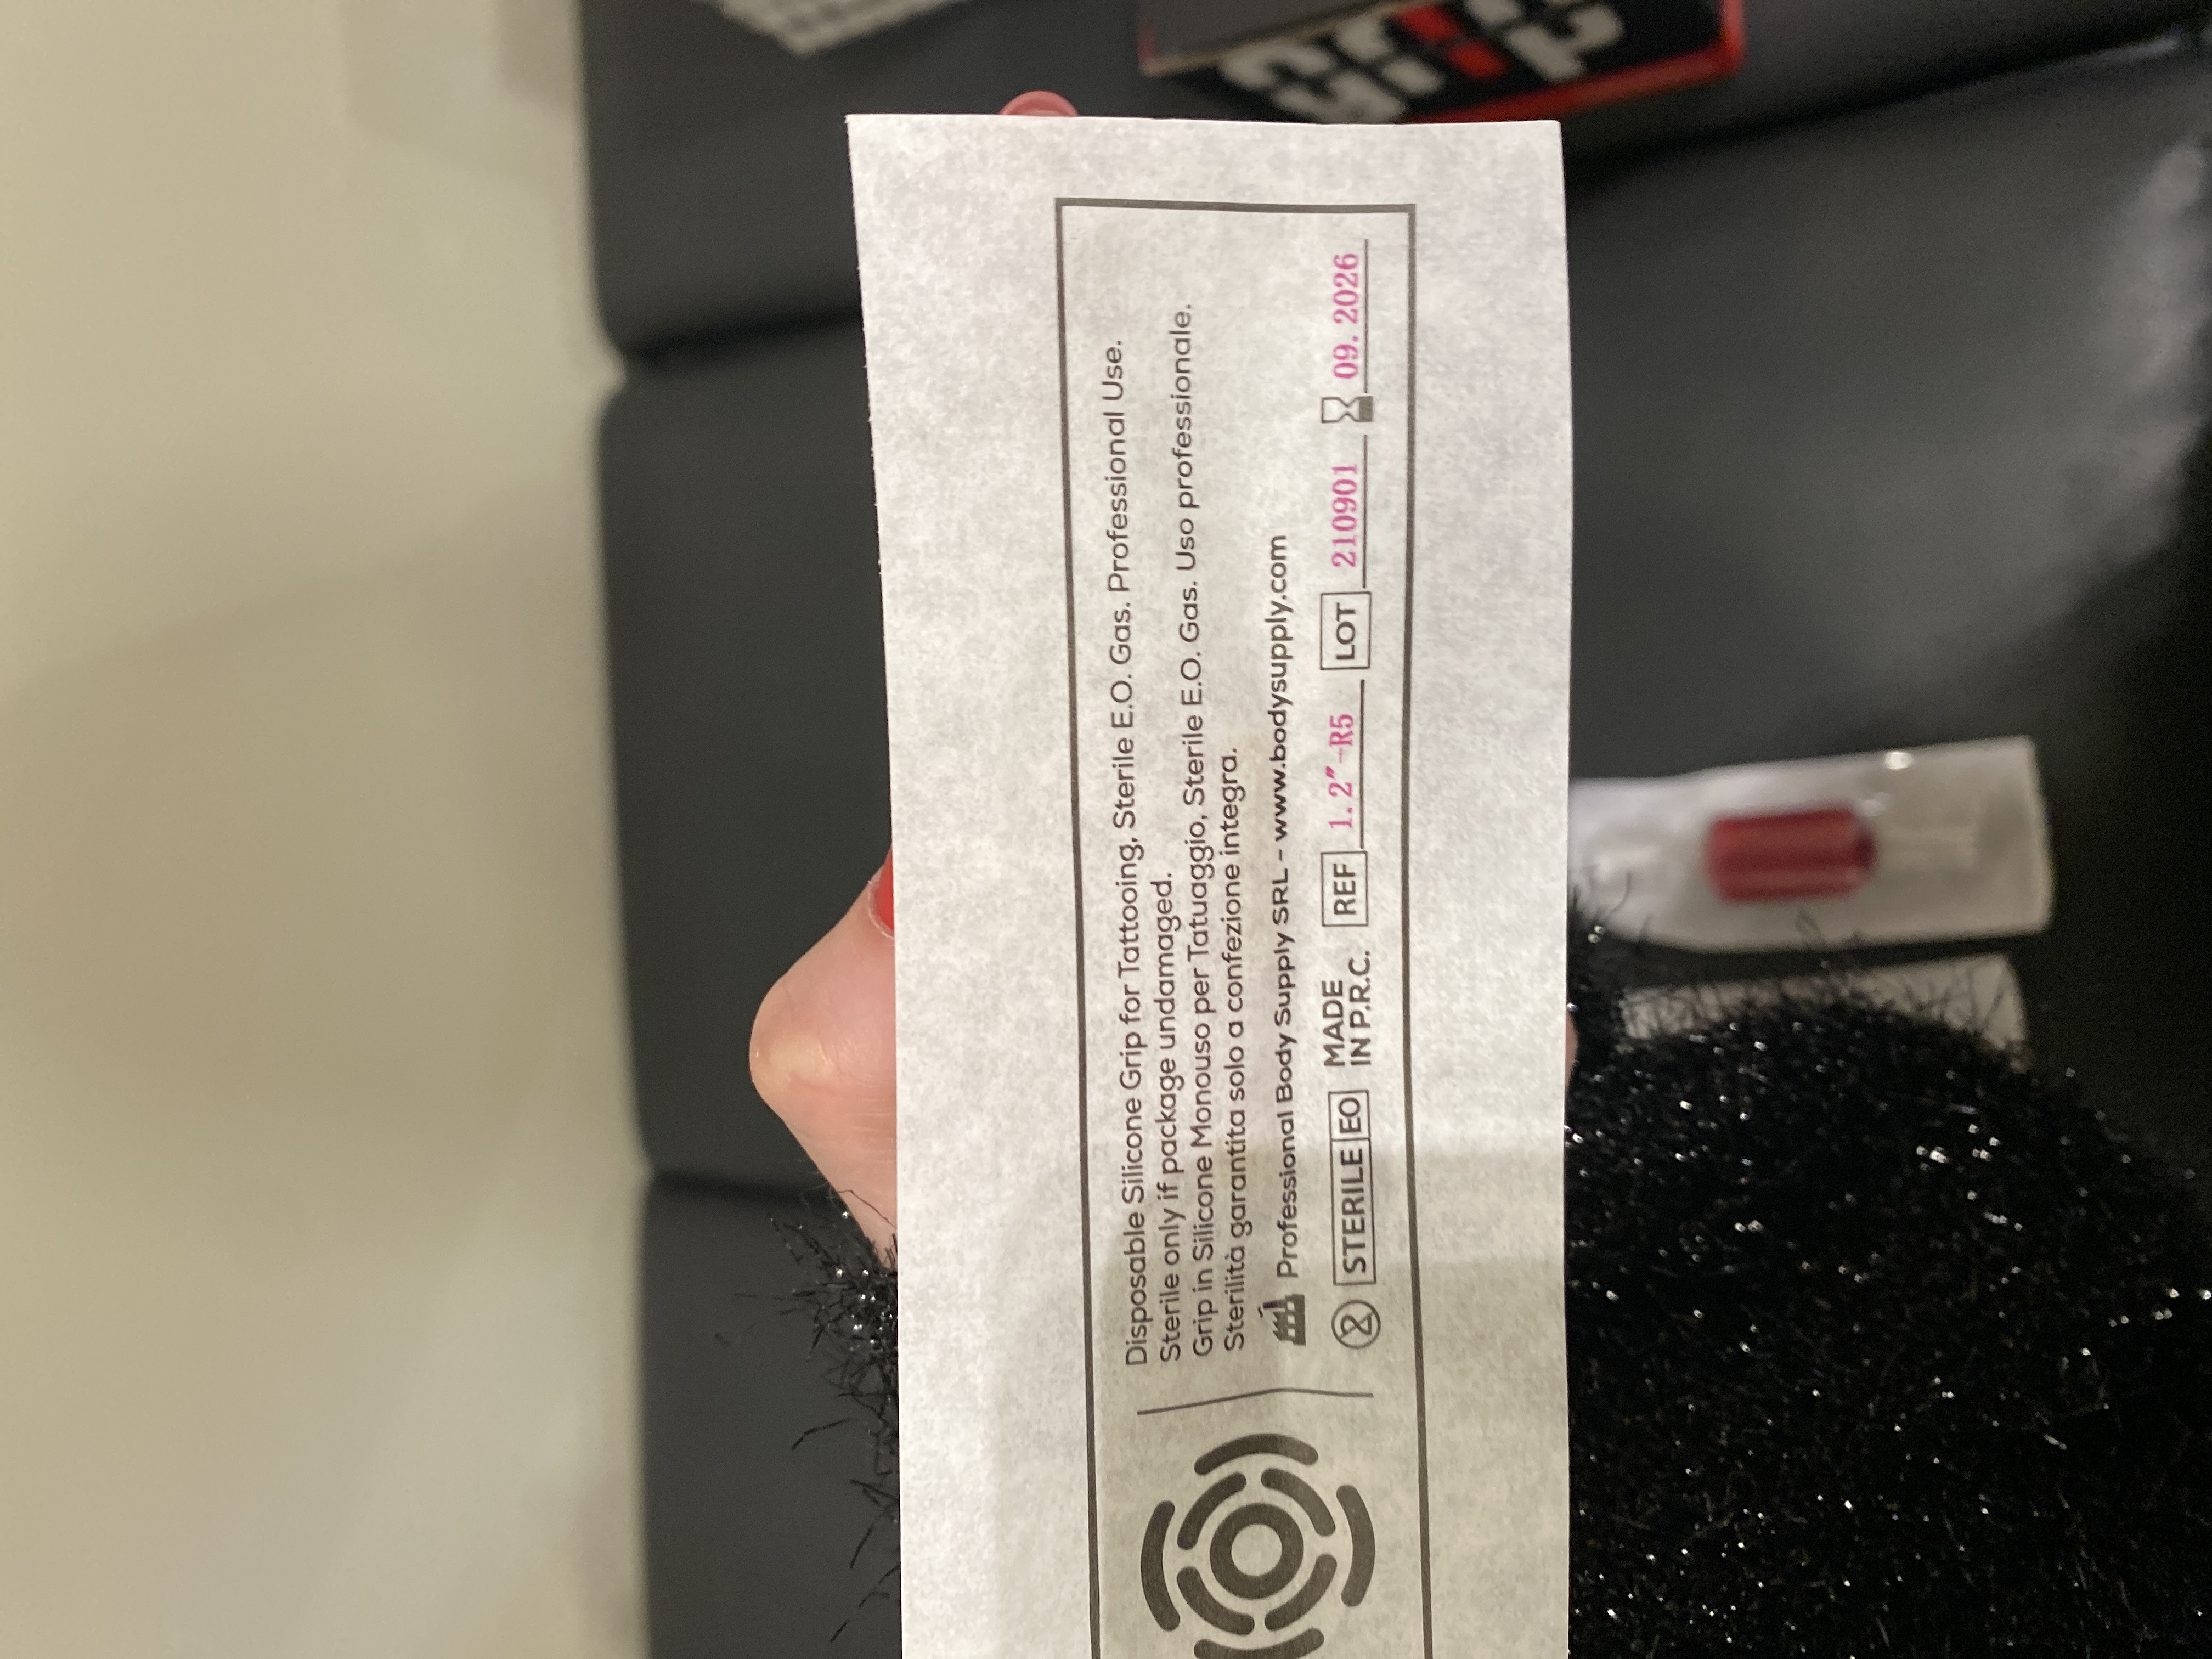 Disposable Silicone Grip for Tattooing, Sterile E.O. Gas. Professional Use.
Sterile only if package undamaged.
Grip in Silicone Monouso per Tatuaggio, Sterile E.O. Gas. Uso professionale.
Sterilità garantita solo a confezione integra.
Professional Body Supply SRL - www.bodysupply.com
2 STERILE EO MADE IN P.R.C. REF 1.2"-R5 LOT 210901 09.2026